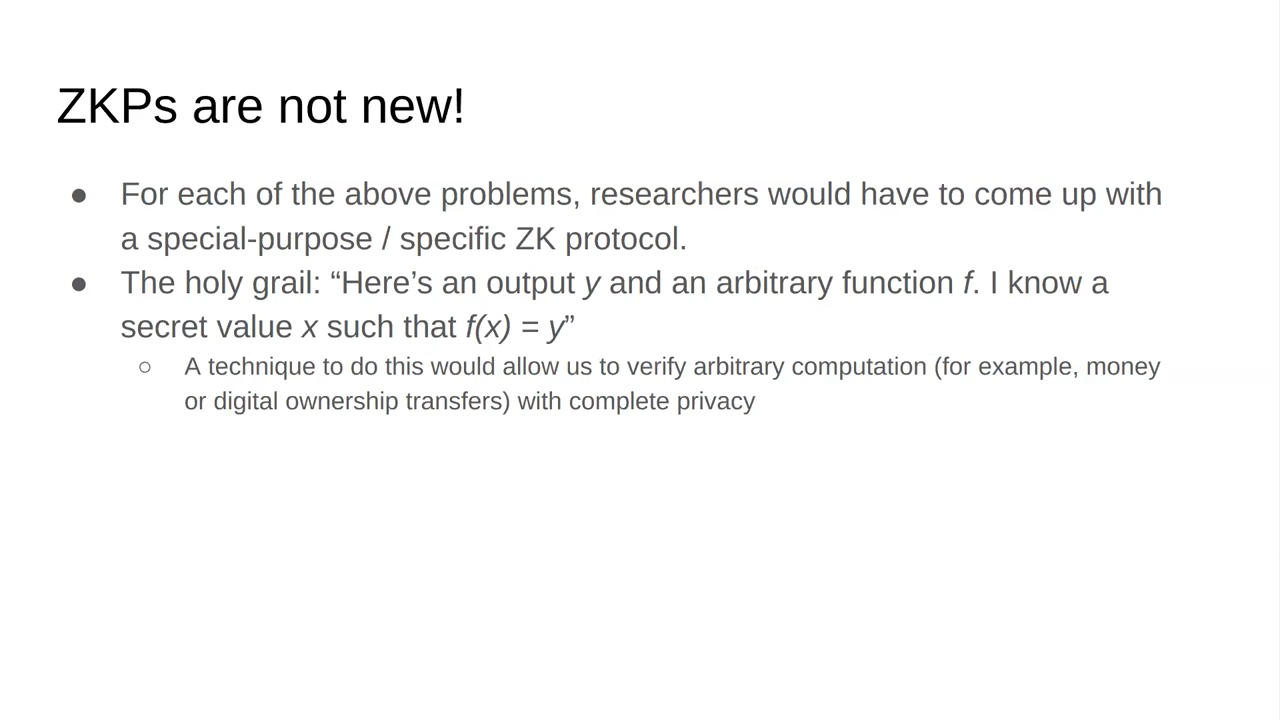 ZKPs are not new!
● For each of the above problems, researchers would have to come up with
a special-purpose / specific ZK protocol.
● The holy grail: “Here’s an output y and an arbitrary function f. I know a
secret value x such that f(x) = y”
○ A technique to do this would allow us to verify arbitrary computation (for example, money
or digital ownership transfers) with complete privacy